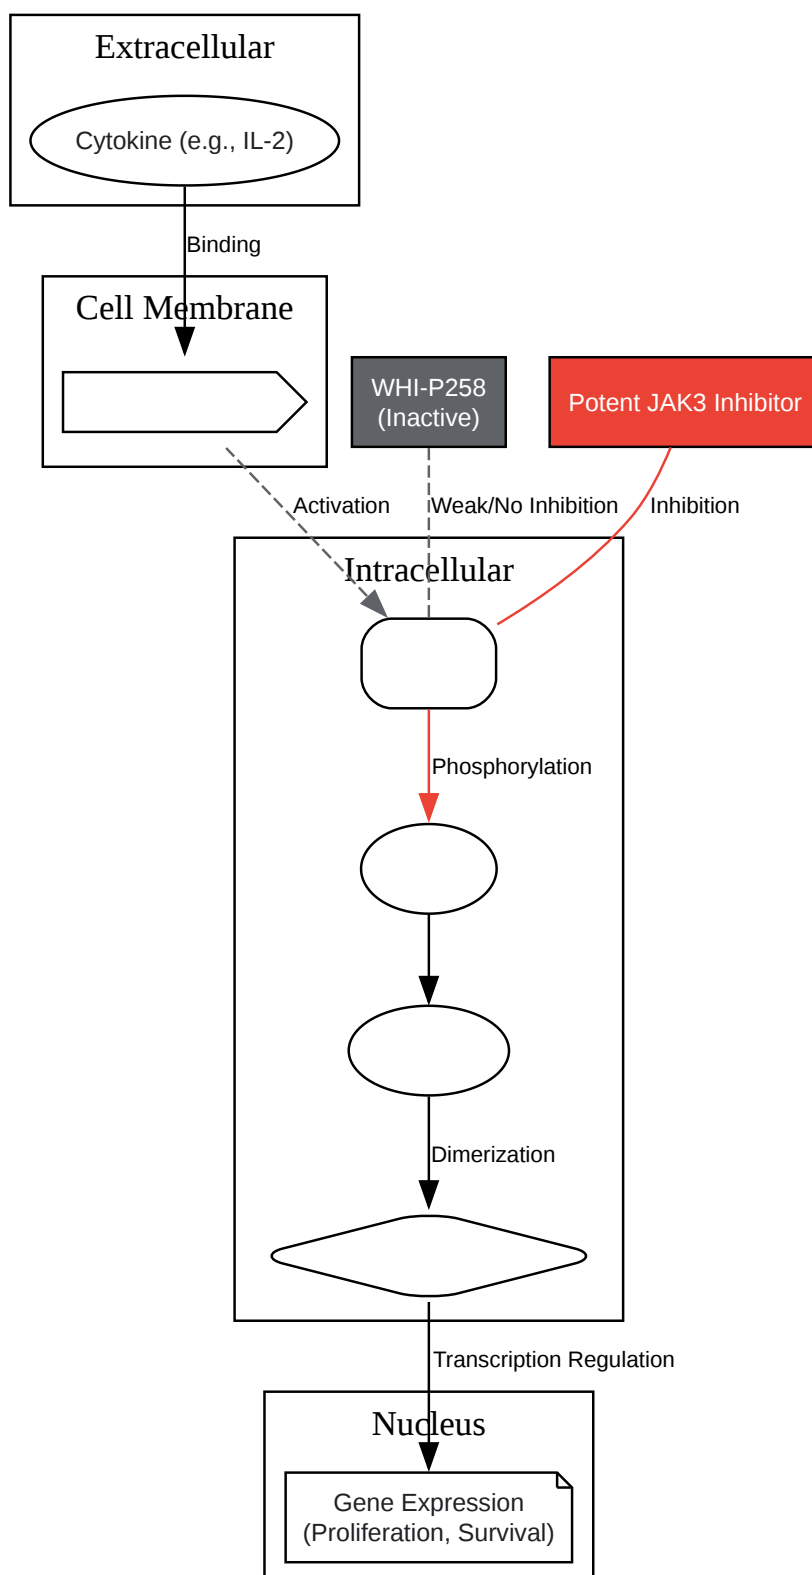 Extracellular
Cytokine (e.g., IL-2)
Binding
Cell Membrane
WHI-P258
(Inactive)
Potent JAK3 Inhibitor
Activation
Weak/No Inhibition
Inhibition
Intracellular
Phosphorylation
Dimerization
Transcription Regulation
Nucleus
Gene Expression
(Proliferation, Survival)